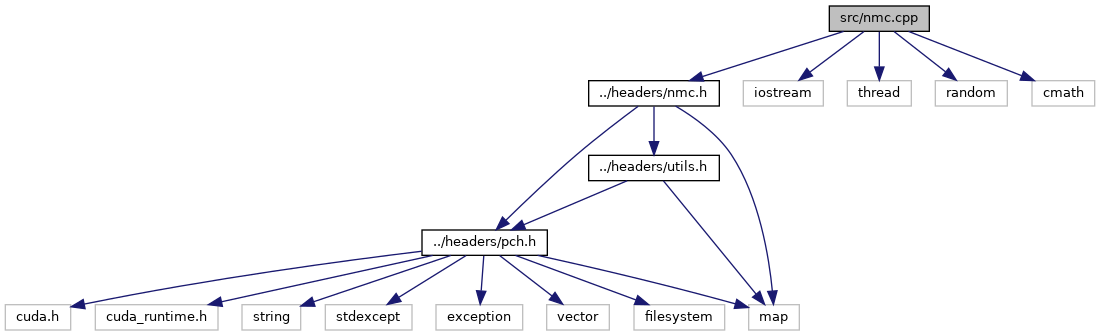 src/nmc.cpp
../headers/nmc.h
iostream
thread
random
cmath
../headers/utils.h
../headers/pch.h
cuda.h
cuda_runtime.h
string
stdexcept
exception
vector
filesystem
map